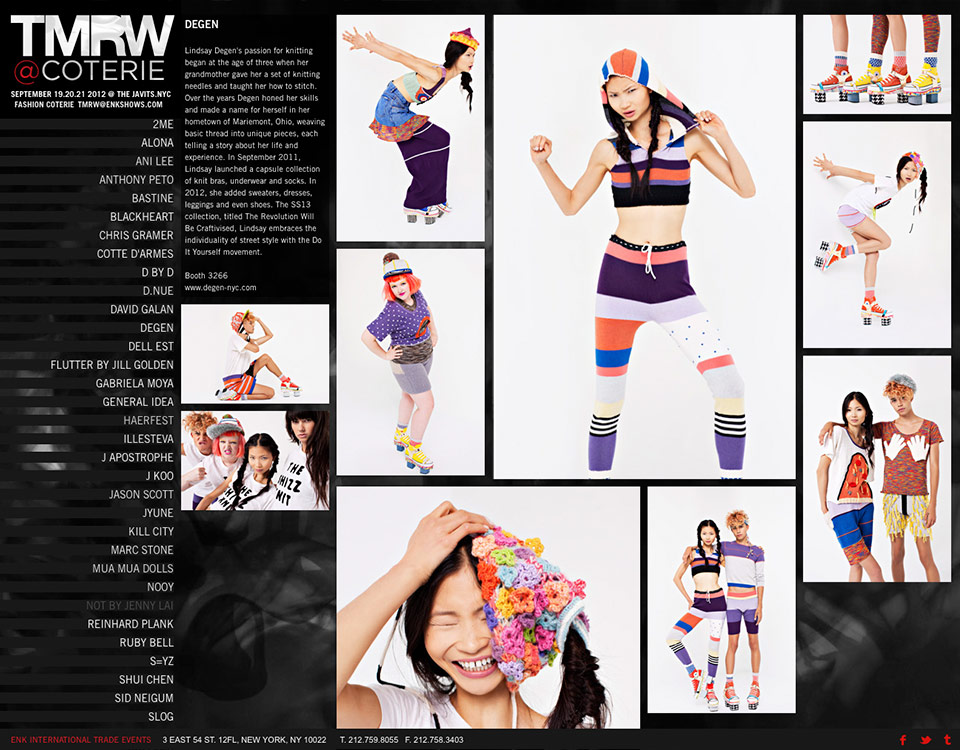 TMRW
@COTERIE
SEPTEMBER 19.20.21 2012 @ THE JAVITS.NYC
FASHION COTERIE TMRW@ENKSHOWS.COM
2ME
ALONA
ANI LEE
ANTHONY PETO
BASTINE
BLACKHEART
CHRIS GRAMER
COTTE D'ARMES
D BY D
D.NUE
DAVID GALAN
DEGEN
DELL EST
FLUTTER BY JILL GOLDEN
GABRIELA MOYA
GENERAL IDEA
HAERFEST
ILLESTEVA
J APOSTROPHE
J KOO
JASON SCOTT
JYUNE
KILL CITY
MARC STONE
MUA MUA DOLLS
NOOY
NOT BY JENNY LAI
REINHARD PLANK
RUBY BELL
S=YZ
SHUI CHEN
SID NEIGUM
SLOG
DEGEN
Lindsay Degen's passion for knitting
began at the age of three when her
grandmother gave her a set of knitting
needles and taught her how to stitch.
Over the years Degen honed her skills
and made a name for herself in her
hometown of Mariemont, Ohio, weaving
basic thread into unique pieces, each
telling a story about her life and
experience. In September 2011,
Lindsay launched a capsule collection
of knit bras, underwear and socks. In
2012, she added sweaters, dresses,
leggings and even shoes. The SS13
collection, titled The Revolution Will
Be Craftivised, Lindsay embraces the
individuality of street style with the Do
It Yourself movement.
Booth 3266
www.degen-nyc.com
THE
SHIZZ
NIT
ENK INTERNATIONAL TRADE EVENTS 3 EAST 54 ST. 12FL, NEW YORK, NY 10022 T. 212.759.8055 F. 212.758.3403